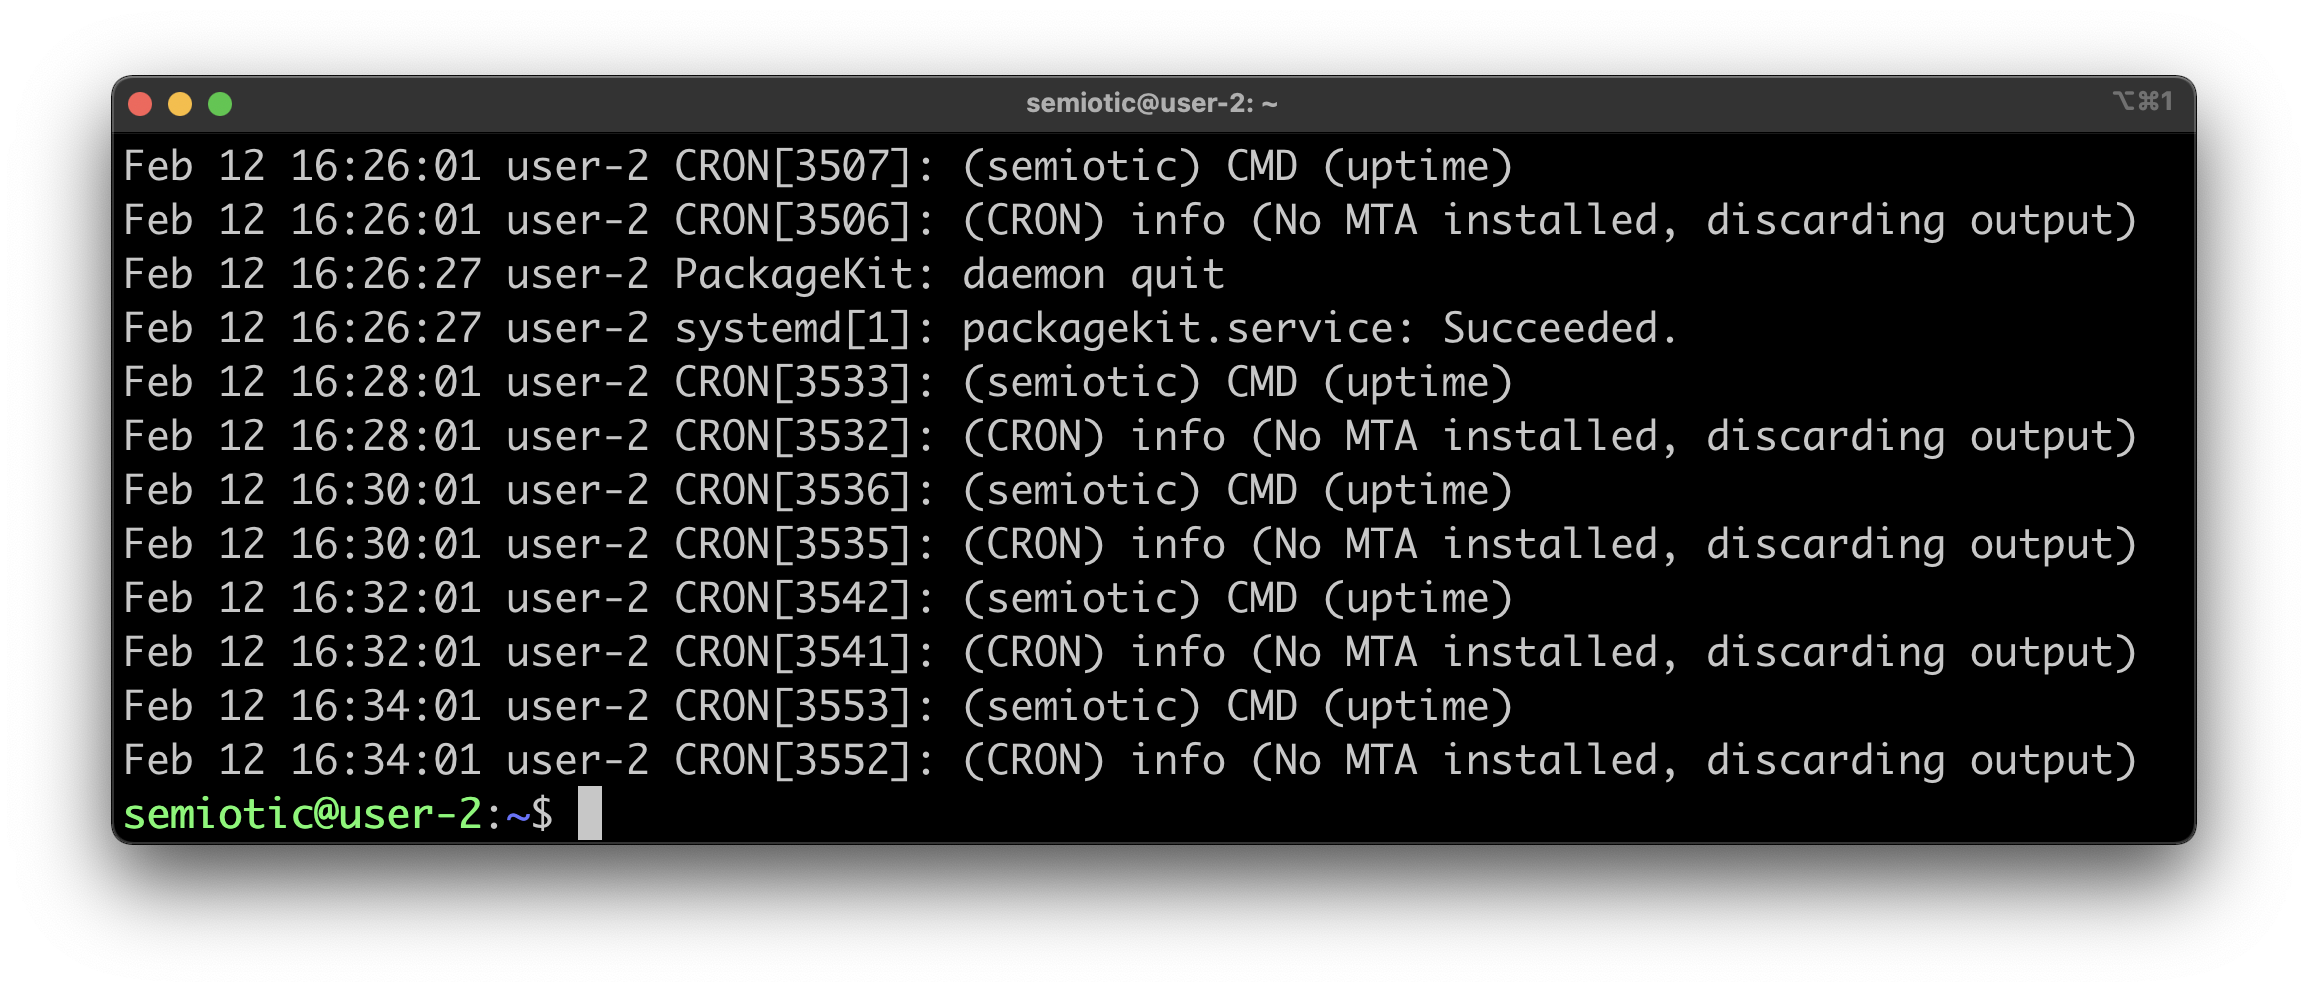 semiotic@user-2: ~
⌥⌘1
Feb 12 16:26:01 user-2 CRON[3507]: (semiotic) CMD (uptime)
Feb 12 16:26:01 user-2 CRON[3506]: (CRON) info (No MTA installed, discarding output)
Feb 12 16:26:27 user-2 PackageKit: daemon quit
Feb 12 16:26:27 user-2 systemd[1]: packagekit.service: Succeeded.
Feb 12 16:28:01 user-2 CRON[3533]: (semiotic) CMD (uptime)
Feb 12 16:28:01 user-2 CRON[3532]: (CRON) info (No MTA installed, discarding output)
Feb 12 16:30:01 user-2 CRON[3536]: (semiotic) CMD (uptime)
Feb 12 16:30:01 user-2 CRON[3535]: (CRON) info (No MTA installed, discarding output)
Feb 12 16:32:01 user-2 CRON[3542]: (semiotic) CMD (uptime)
Feb 12 16:32:01 user-2 CRON[3541]: (CRON) info (No MTA installed, discarding output)
Feb 12 16:34:01 user-2 CRON[3553]: (semiotic) CMD (uptime)
Feb 12 16:34:01 user-2 CRON[3552]: (CRON) info (No MTA installed, discarding output)
semiotic@user-2:~$